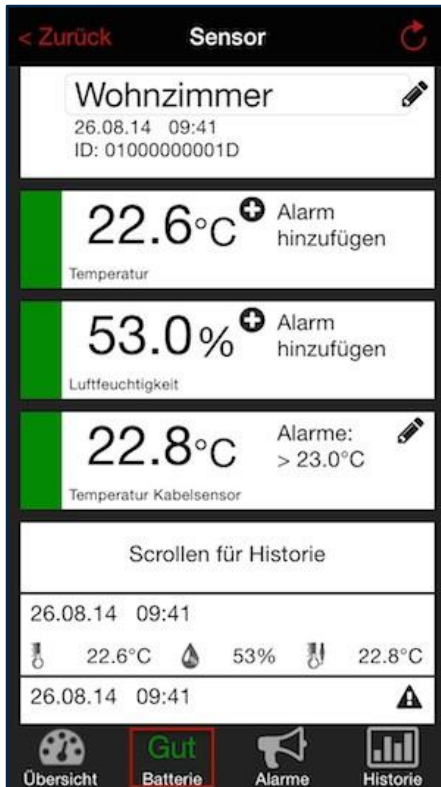 < Zurück Sensor
Wohnzimmer
26.08.14 09:41
ID: 01000000001D
22.6°C Alarm
hinzufügen
Temperatur
53.0% Alarm
hinzufügen
Luftfeuchtigkeit
22.8°C Alarme:
> 23.0°C
Temperatur Kabelsensor
Scrollen für Historie
26.08.14 09:41
22.6°C 53% 22.8°C
26.08.14 09:41
Gut
Übersicht Batterie Alarme Historie